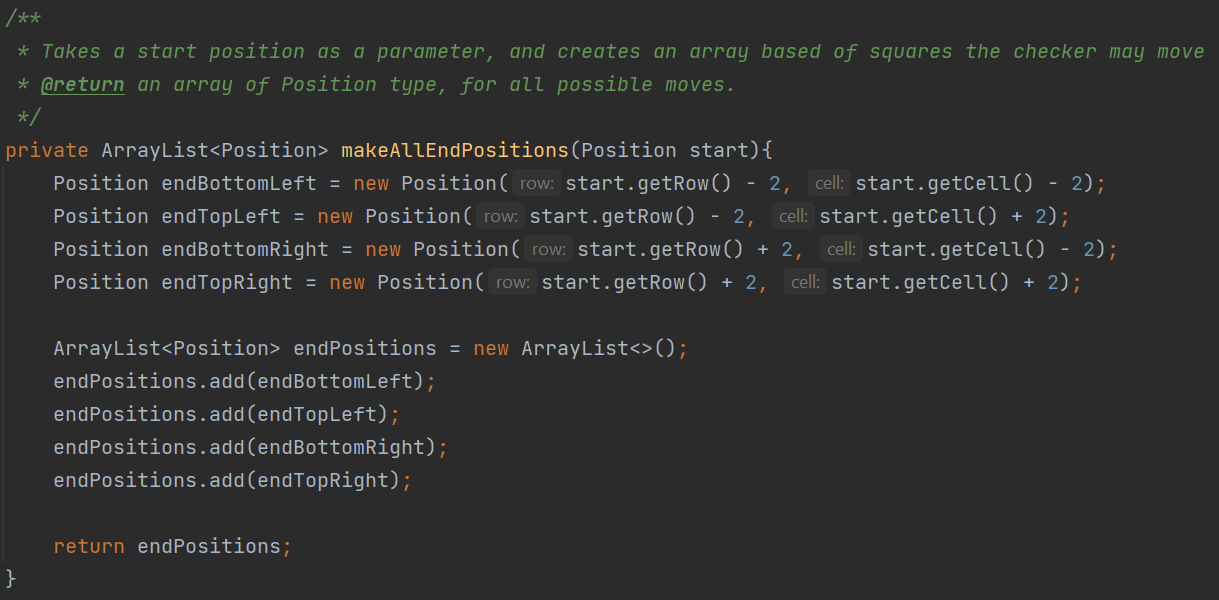 /**
 * Takes a start position as a parameter, and creates an array based of squares the checker may move
 * @return an array of Position type, for all possible moves.
 */
private ArrayList<Position> makeAllEndPositions(Position start){
    Position endBottomLeft = new Position( row: start.getRow() - 2, cell: start.getCell() - 2);
    Position endTopLeft = new Position( row: start.getRow() - 2, cell: start.getCell() + 2);
    Position endBottomRight = new Position( row: start.getRow() + 2, cell: start.getCell() - 2);
    Position endTopRight = new Position( row: start.getRow() + 2, cell: start.getCell() + 2);

    ArrayList<Position> endPositions = new ArrayList<>();
    endPositions.add(endBottomLeft);
    endPositions.add(endTopLeft);
    endPositions.add(endBottomRight);
    endPositions.add(endTopRight);

    return endPositions;
}